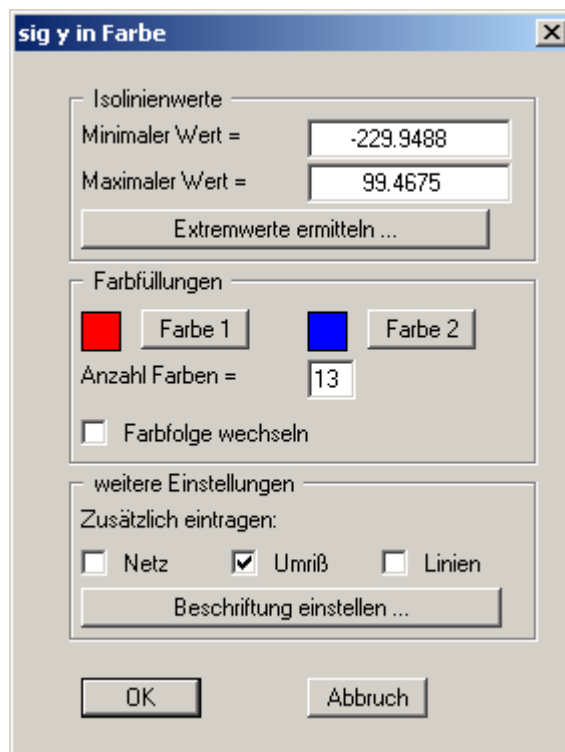 sig y in Farbe
Isolinienwerte
Minimaler Wert = -229.9488
Maximaler Wert = 99.4675
Extremwerte ermitteln ...
Farbfüllungen
Farbe 1 Farbe 2
Anzahl Farben = 13
Farbfolge wechseln
weitere Einstellungen
Zusätzlich eintragen:
Netz Umriß Linien
Beschriftung einstellen ...
OK Abbruch